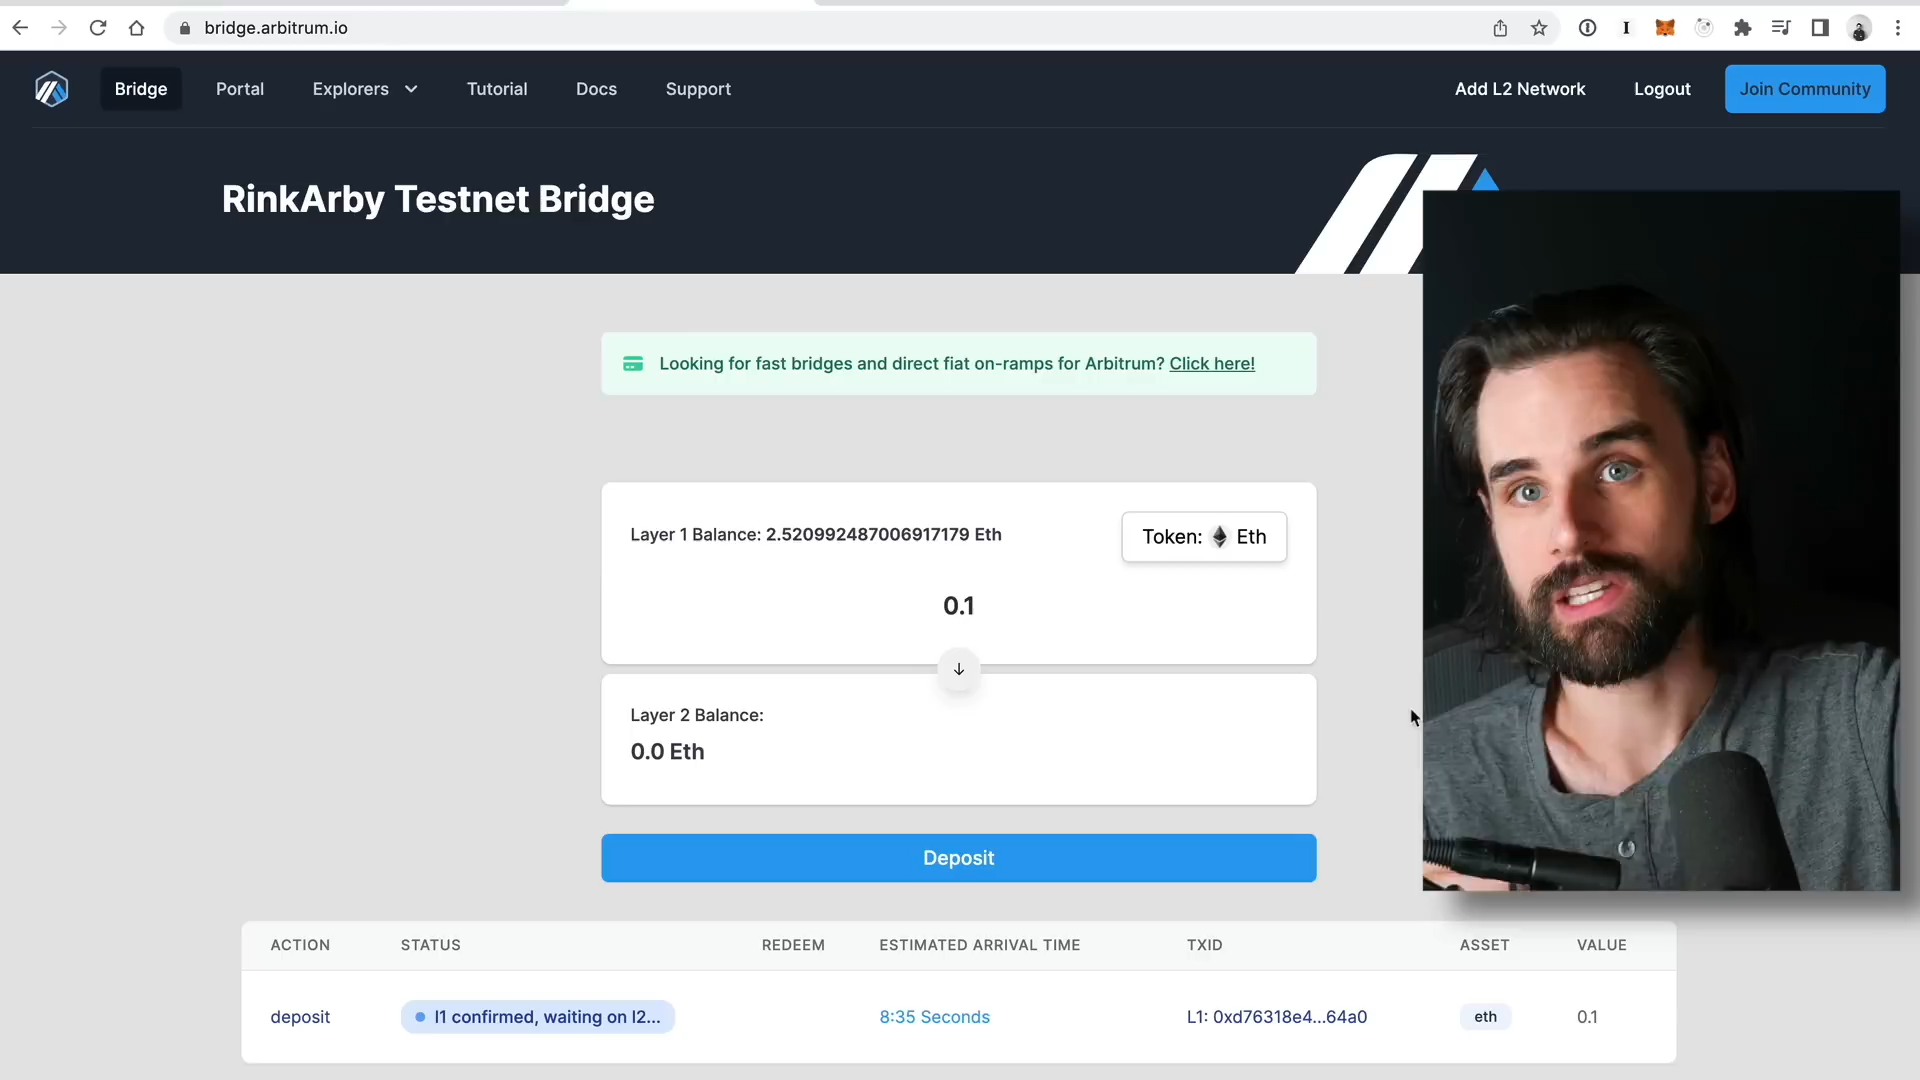 bridge.arbitrum.io
Bridge Portal Explorers Tutorial Docs Support Add L2 Network Logout Join Community
RinkArby Testnet Bridge
Looking for fast bridges and direct fiat on-ramps for Arbitrum? Click here!
Layer 1 Balance: 2.520992487006917179 Eth
Token: Eth
0.1
Layer 2 Balance:
0.0 Eth
Deposit
ACTION STATUS REDEEM ESTIMATED ARRIVAL TIME TXID ASSET VALUE
deposit l1 confirmed, waiting on l2... 8:35 Seconds L1: 0xd76318e4...64a0 eth 0.1